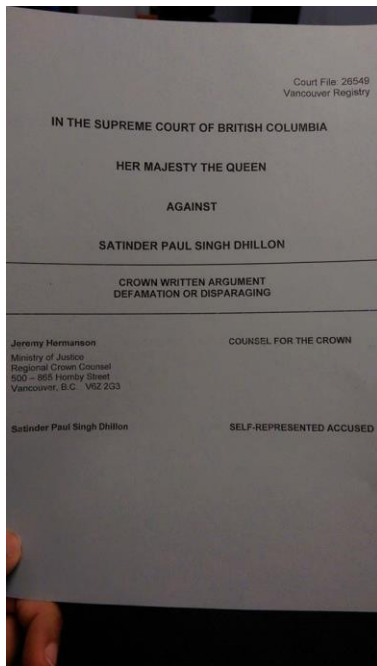 Court File: 26549
Vancouver Registry
IN THE SUPREME COURT OF BRITISH COLUMBIA
HER MAJESTY THE QUEEN
AGAINST
SATINDER PAUL SINGH DHILLON
CROWN WRITTEN ARGUMENT
DEFAMATION OR DISPARAGING
Jeremy Hermanson COUNSEL FOR THE CROWN
Ministry of Justice
Regional Crown Counsel
500 – 865 Hornby Street
Vancouver, B.C. V6Z 2G3
Satinder Paul Singh Dhillon SELF-REPRESENTED ACCUSED